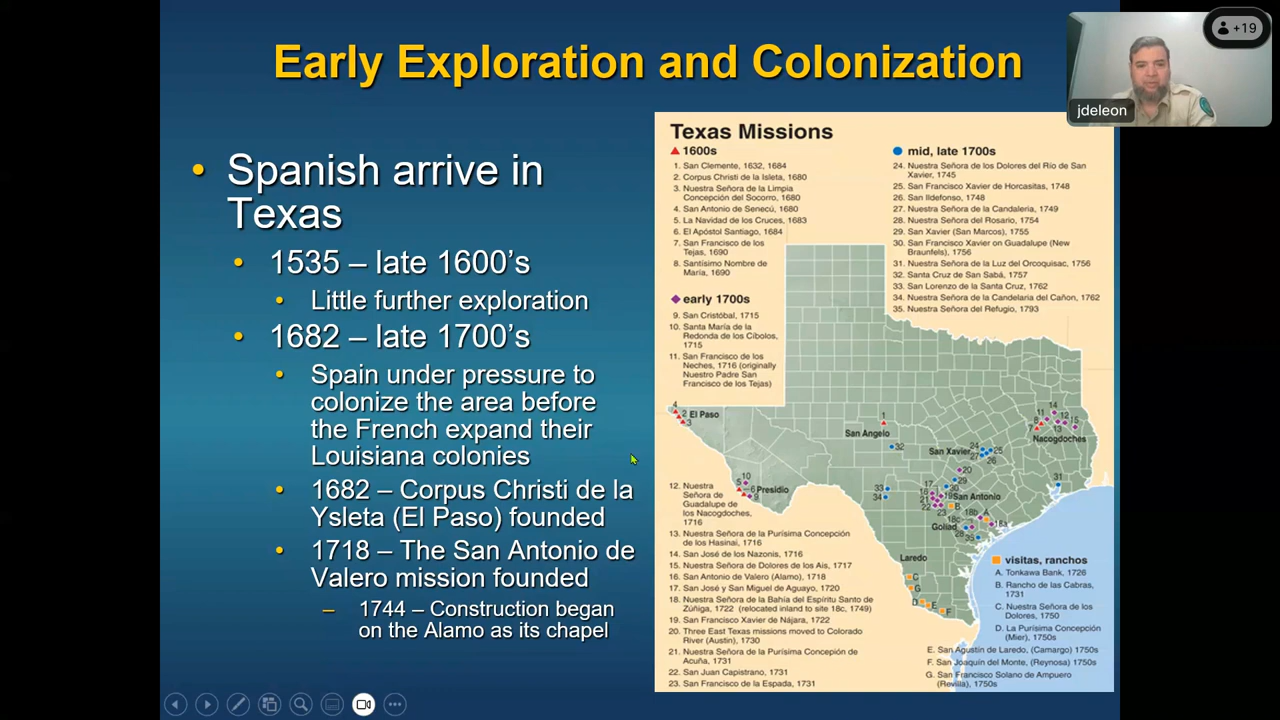 Early Exploration and Colonization
+19
jdeleon
• Spanish arrive in
Texas
• 1535 – late 1600's
• Little further exploration
• 1682 – late 1700's
• Spain under pressure to
colonize the area before
the French expand their
Louisiana colonies
• 1682 – Corpus Christi de la
Ysleta (El Paso) founded
• 1718 – The San Antonio de
Valero mission founded
– 1744 – Construction began
on the Alamo as its chapel
Texas Missions
1600s
1. San Clemente, 1632, 1684
2. Corpus Christi de la Isleta, 1680
3. Nuestra Señora de la Limpia
Concepción del Socorro, 1680
4. San Antonio de Senecú, 1680
5. La Navidad de los Cruces, 1683
6. El Apóstol Santiago, 1684
7. San Francisco de los
Tejas, 1690
8. Santísimo Nombre de
María, 1690
early 1700s
9. San Cristóbal, 1715
10. Santa María de la
Redonda de los Cíbolos,
1715
11. San Francisco de los
Neches, 1716 (originally
Nuestro Padre San
Francisco de los Tejas)
12. Nuestra
Señora de
Guadalupe de
los Nacogdoches,
1716
13. Nuestra Señora de la Purísima Concepción
de los Hasinai, 1716
14. San José de los Nazonis, 1716
15. Nuestra Señora de Dolores de los Ais, 1717
16. San Antonio de Valero (Alamo), 1718
17. San José y San Miguel de Aguayo, 1720
18. Nuestra Señora de la Bahía del Espíritu Santo de
Zúñiga, 1722 (relocated inland to site 18c, 1749)
19. San Francisco Xavier de Nájara, 1722
20. Three East Texas missions moved to Colorado
River (Austin), 1730
21. Nuestra Señora de la Purísima Concepión de
Acuña, 1731
22. San Juan Capistrano, 1731
23. San Francisco de la Espada, 1731
mid, late 1700s
24. Nuestra Señora de los Dolores del Río de San
Xavier, 1745
25. San Francisco Xavier de Horcasitas, 1748
26. San Ildefonso, 1748
27. Nuestra Señora de la Candaleria, 1749
28. Nuestra Señora del Rosario, 1754
29. San Xavier (San Marcos), 1755
30. San Francisco Xavier on Guadalupe (New
Braunfels), 1756
31. Nuestra Señora de la Luz del Orcoquisac, 1756
32. Santa Cruz de San Sabá, 1757
33. San Lorenzo de la Santa Cruz, 1762
34. Nuestra Señora de la Candelaria del Cañon, 1762
35. Nuestra Señora del Refugio, 1793
El Paso
San Angelo
San Xavier
Nacogdoches
Presidio
San Antonio
Goliad
Laredo
visitas, ranchos
A. Tonkawa Bank, 1726
B. Rancho de las Cabras,
1731
C. Nuestra Señora de los
Dolores, 1750
D. La Purísima Concepción
(Mier), 1750s
E. San Agustín de Laredo, (Camargo) 1750s
F. San Joaquín del Monte, (Reynosa) 1750s
G. San Francisco Solano de Ampuero
(Revilla), 1750s